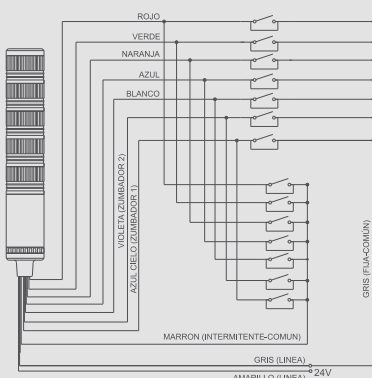 ROJO
VERDE
NARANJA
AZUL
BLANCO
VIOLETA (ZUMBADOR 2)
AZUL CIELO (ZUMBADOR 1)
GRIS (FIJA-COMÚN)
MARRON (INTERMITENTE-COMUN)
GRIS (LINEA)
24V
AMARILLO (LINEA)